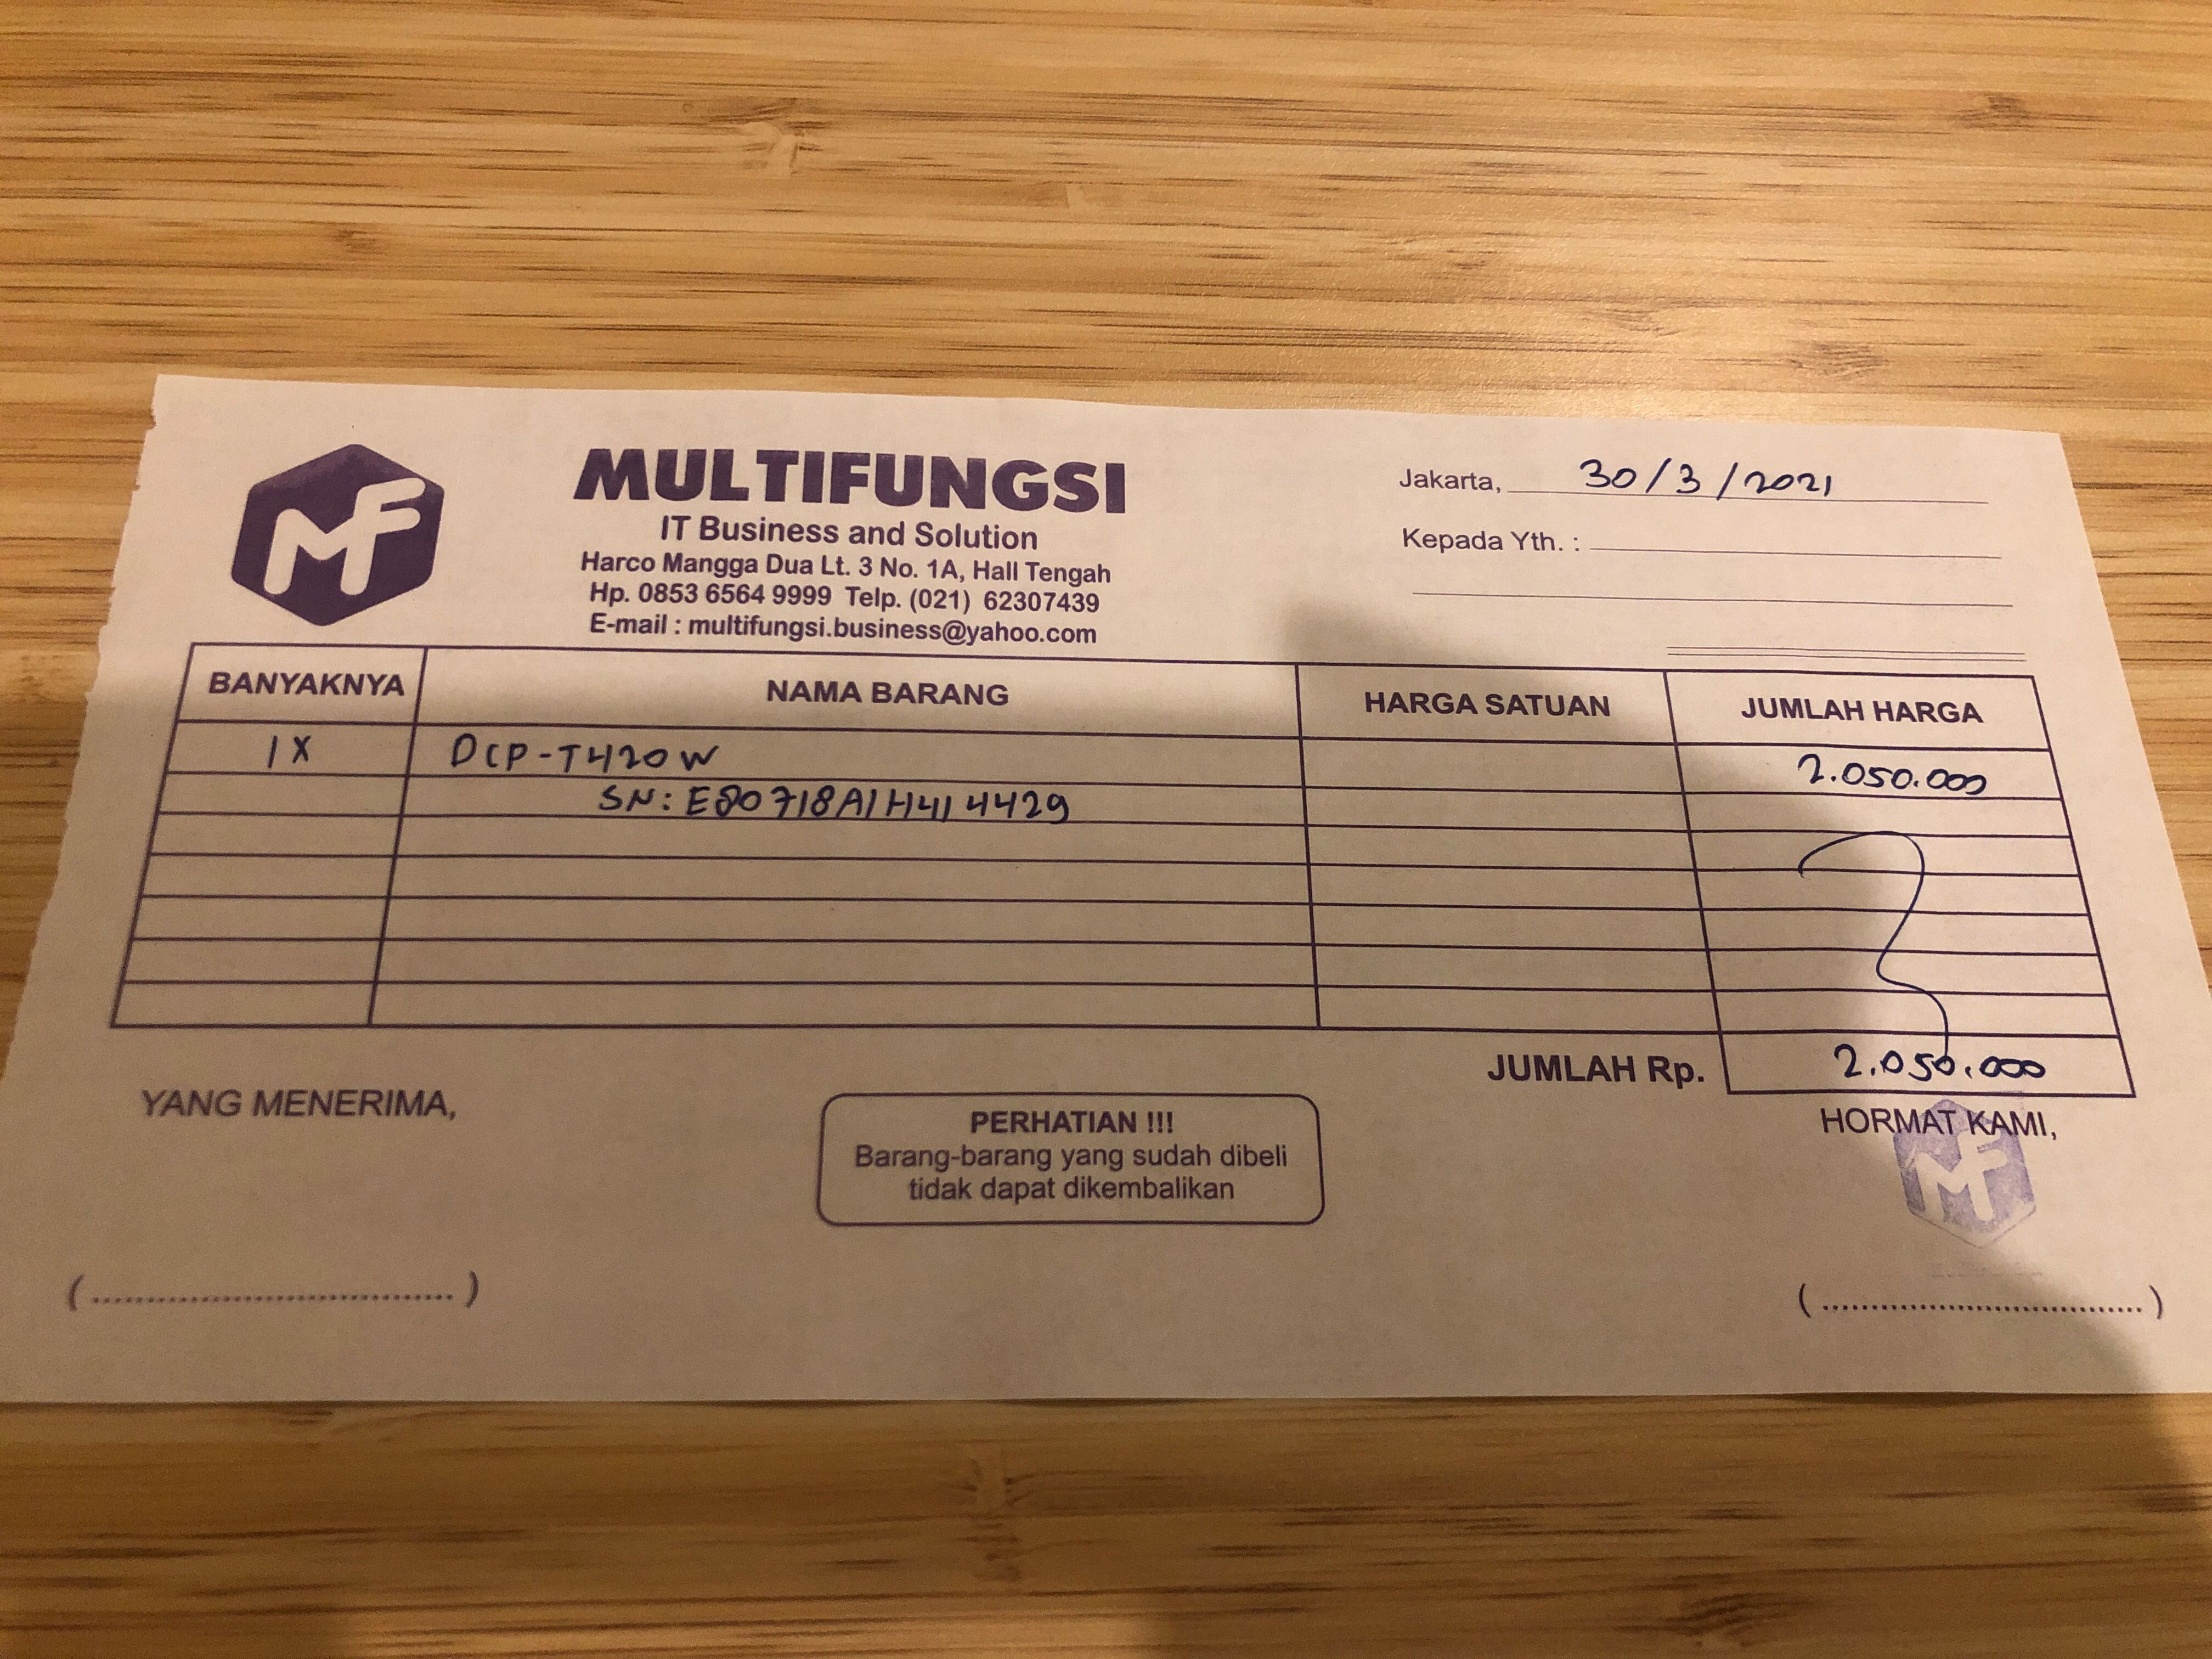 MF
MULTIFUNGSI
IT Business and Solution
Harco Mangga Dua Lt. 3 No. 1A, Hall Tengah
Hp. 0853 6564 9999 Telp. (021) 62307439
E-mail : multifungsi.business@yahoo.com
Jakarta, 30/3/2021
Kepada Yth. :
BANYAKNYA NAMA BARANG HARGA SATUAN JUMLAH HARGA
1X DCP-T420W 2.050.000
SN: E80718A1H414429
JUMLAH Rp. 2.050.000
YANG MENERIMA,
PERHATIAN !!!
Barang-barang yang sudah dibeli
tidak dapat dikembalikan
HORMAT KAMI,
MF
(................................) (................................)